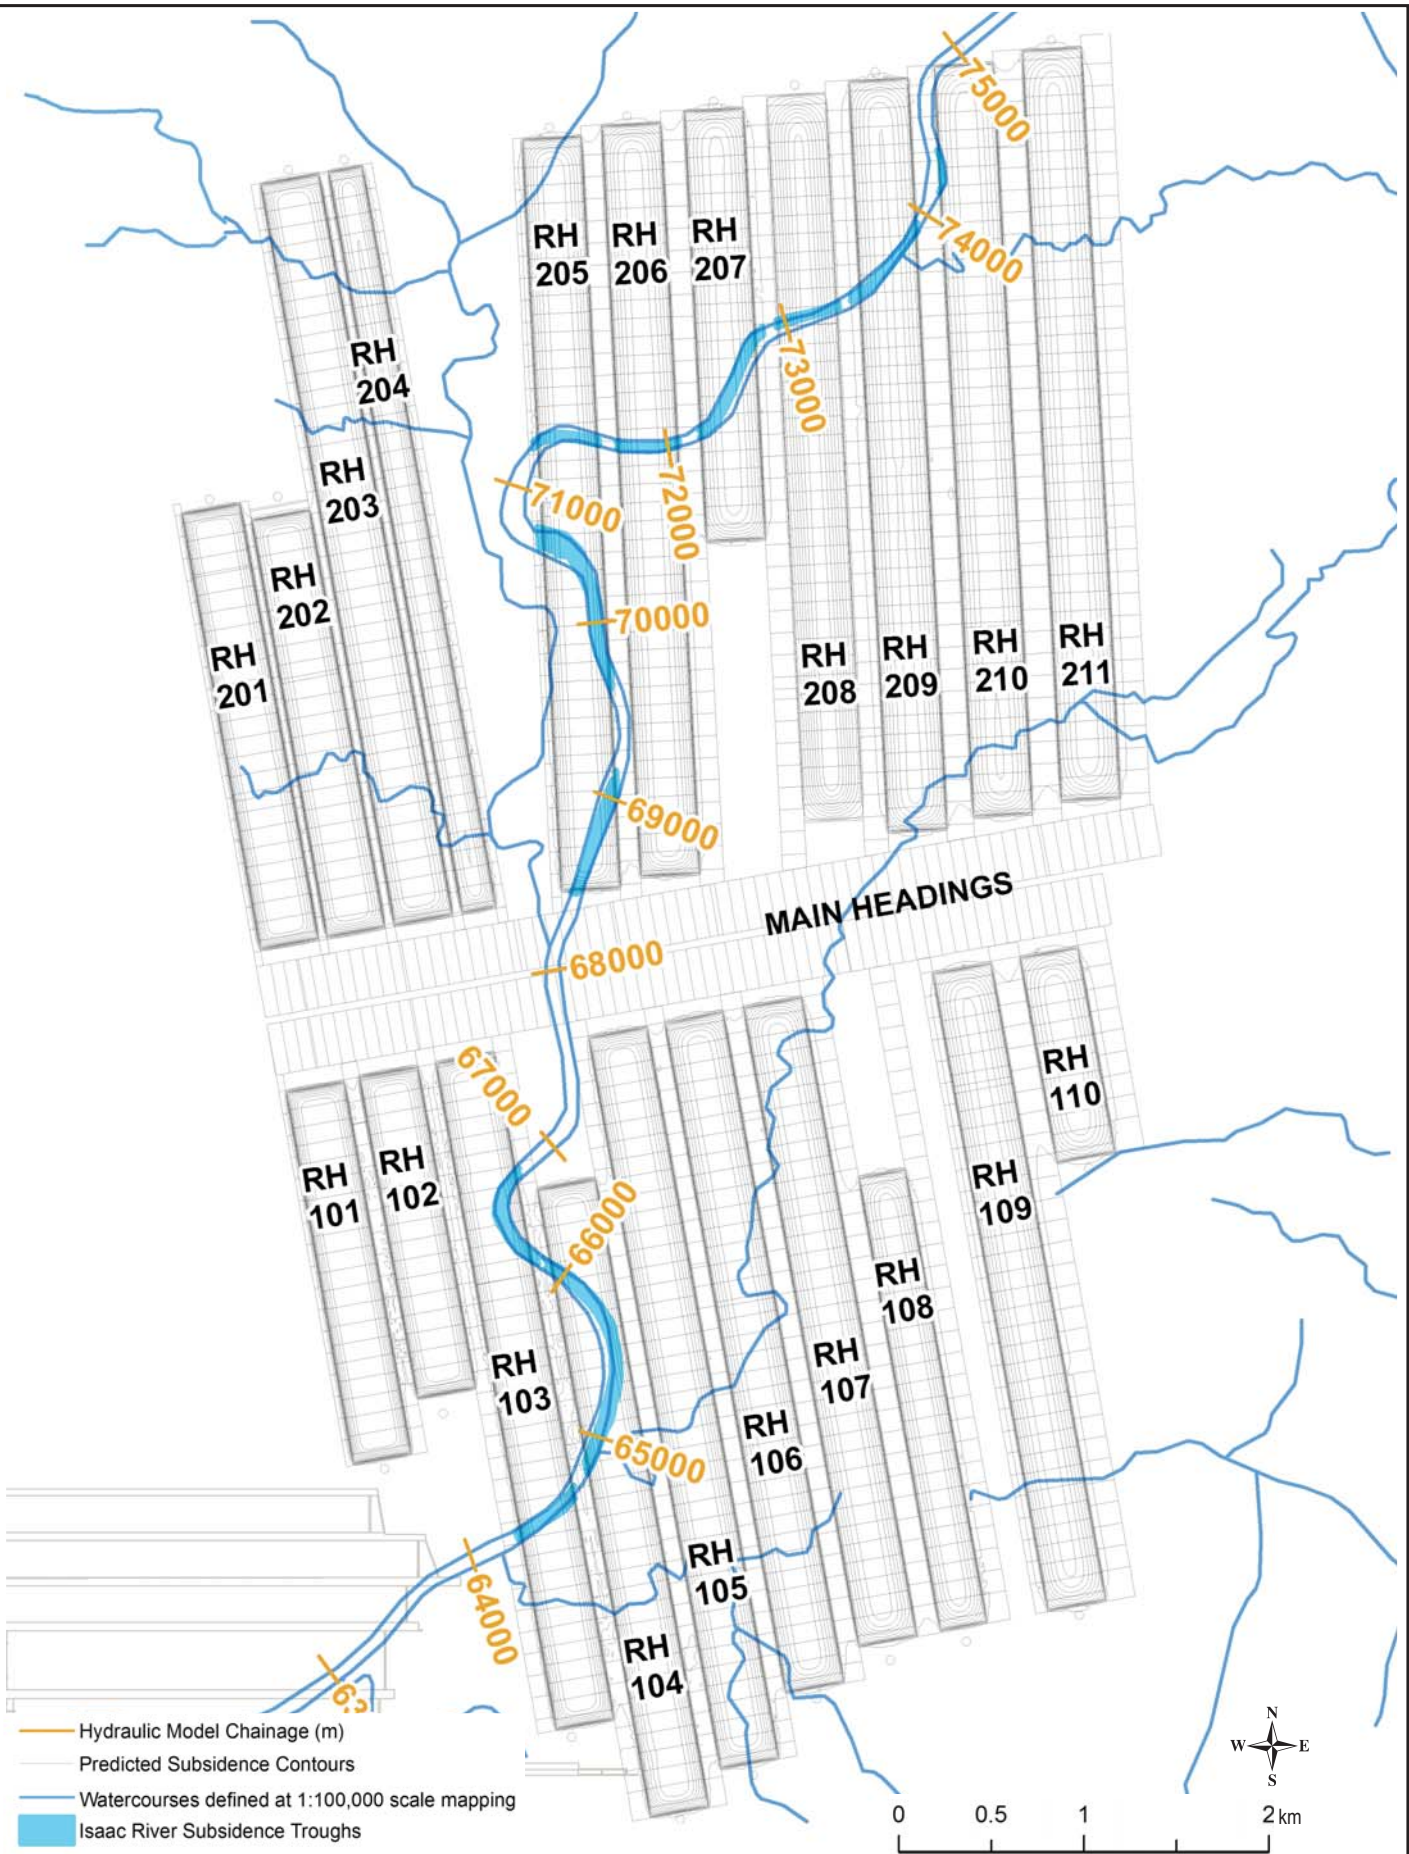 75000
RH
205
RH
206
RH
207
74000
73000
RH
204
RH
203
71000
72000
RH
202
70000
RH
201
RH
208
RH
209
RH
210
RH
211
69000
MAIN HEADINGS
68000
67000
RH
110
RH
101
RH
102
66000
RH
109
RH
108
RH
103
RH
107
65000
RH
106
RH
105
64000
RH
104
63
Hydraulic Model Chainage (m)
Predicted Subsidence Contours
Watercourses defined at 1:100,000 scale mapping
Isaac River Subsidence Troughs
N
W E
S
0 0.5 1 2 km